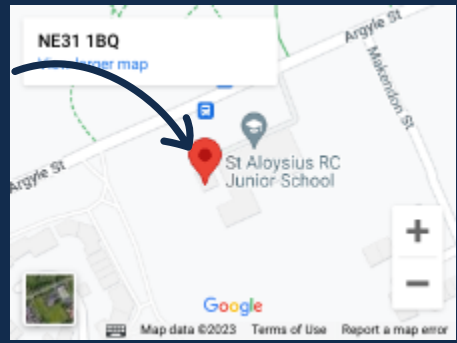 NE31 1BQ
View larger map
Argyle St
Makendon St
Argyle St
St Aloysius RC
Junior School
+
−
Google
Map data ©2023 Terms of Use Report a map error